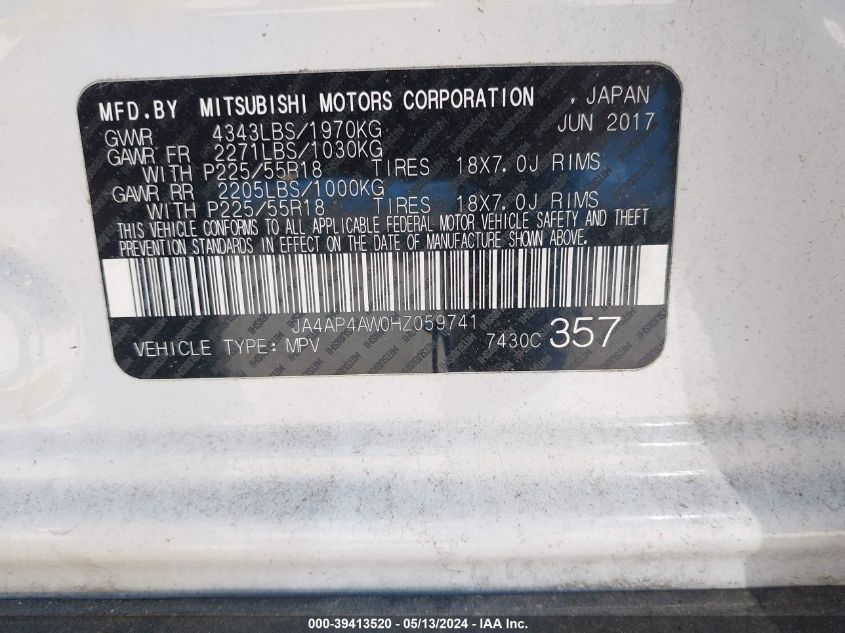 MFD.BY MITSUBISHI MOTORS CORPORATION , JAPAN
GVWR 4343LBS/1970KG JUN 2017
GAWR FR 2271LBS/1030KG
WITH P225/55R18 TIRES 18X7.0J RIMS
GAWR RR 2205LBS/1000KG
WITH P225/55R18 TIRES 18X7.0J RIMS
THIS VEHICLE CONFORMS TO ALL APPLICABLE FEDERAL MOTOR VEHICLE SAFETY AND THEFT
PREVENTION STANDARDS IN EFFECT ON THE DATE OF MANUFACTURE SHOWN ABOVE.
JA4AP4AW0HZ059741
VEHICLE TYPE: MPV 7430C 357
000-39413520 - 05/13/2024 - IAAI.com